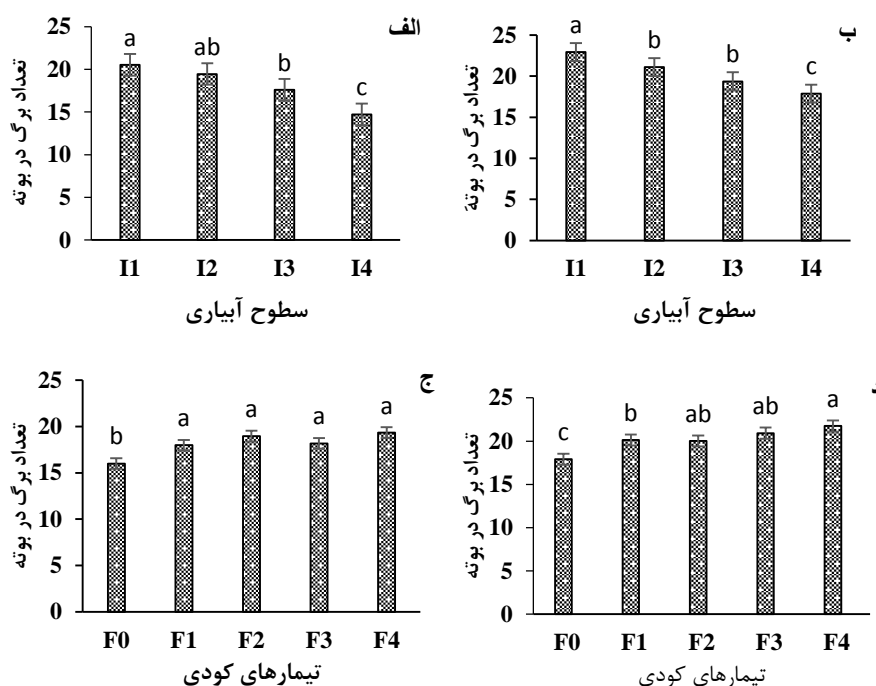 الف
تعداد برگ در بوته
25
20
15
10
5
0
a
ab
b
c
I1 I2 I3 I4
سطوح آبیاری
ب
تعداد برگ در بوتهَ
25
20
15
10
5
0
a
b
b
c
I1 I2 I3 I4
سطوح آبیاری
ج
تعداد برگ در بوته
25
20
15
10
5
0
b
a
a
a
a
F0 F1 F2 F3 F4
تیمارهای کودی
تعداد برگ در بوته
25
20
15
10
5
0
c
b
ab
ab
a
F0 F1 F2 F3 F4
تیمارهای کودی